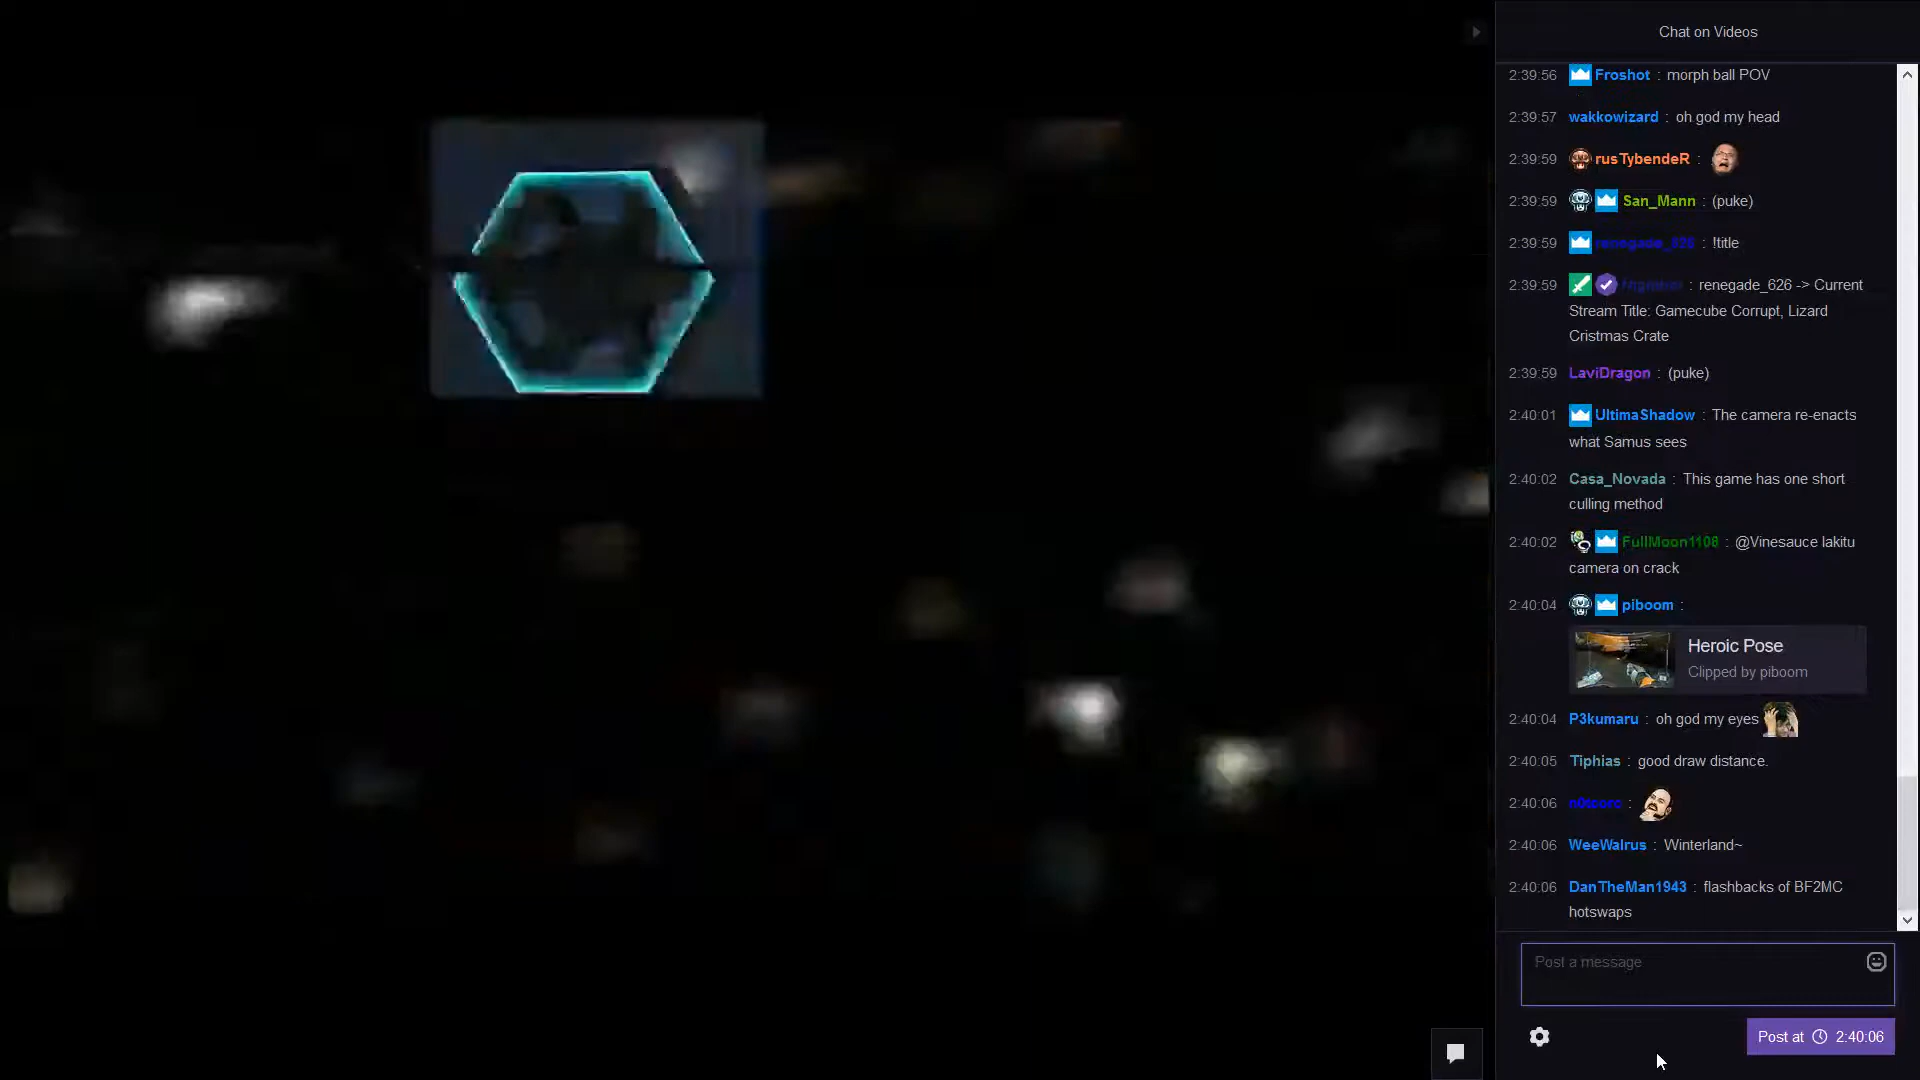 Chat on Videos
2:39:56 Froshot : morph ball POV
2:39:57 wakkowizard : oh god my head
2:39:59 rusTybendeR :
2:39:59 San_Mann : (puke)
2:39:59 renegade_626 : !title
2:39:59 : renegade_626 -> Current
Stream Title: Gamecube Corrupt, Lizard
Cristmas Crate
2:39:59 LaviDragon : (puke)
2:40:01 UltimaShadow : The camera re-enacts
what Samus sees
2:40:02 Casa_Novada : This game has one short
culling method
2:40:02 FullMoon1108 : @Vinesauce lakitu
camera on crack
2:40:04 piboom :
Heroic Pose
Clipped by piboom
2:40:04 P3kumaru : oh god my eyes
2:40:05 Tiphias : good draw distance.
2:40:06 :
2:40:06 WeeWalrus : Winterland~
2:40:06 DanTheMan1943 : flashbacks of BF2MC
hotswaps
Post a message
Post at 2:40:06